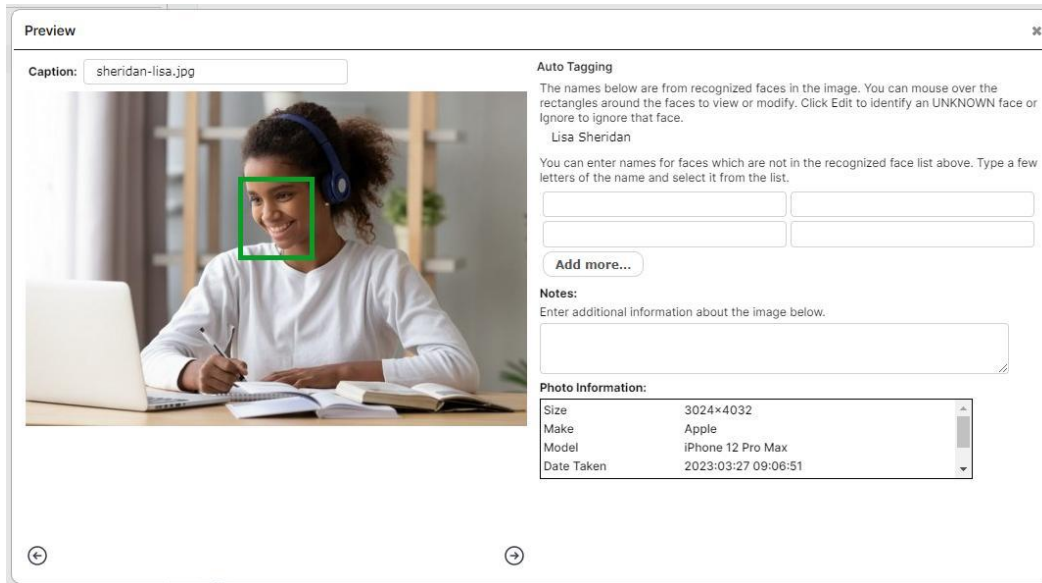 Preview
Caption: sheridan-lisa.jpg
Auto Tagging
The names below are from recognized faces in the image. You can mouse over the
rectangles around the faces to view or modify. Click Edit to identify an UNKNOWN face or
Ignore to ignore that face.
Lisa Sheridan
You can enter names for faces which are not in the recognized face list above. Type a few
letters of the name and select it from the list.
Add more...
Notes:
Enter additional information about the image below.
Photo Information:
Size 3024×4032
Make Apple
Model iPhone 12 Pro Max
Date Taken 2023:03:27 09:06:51